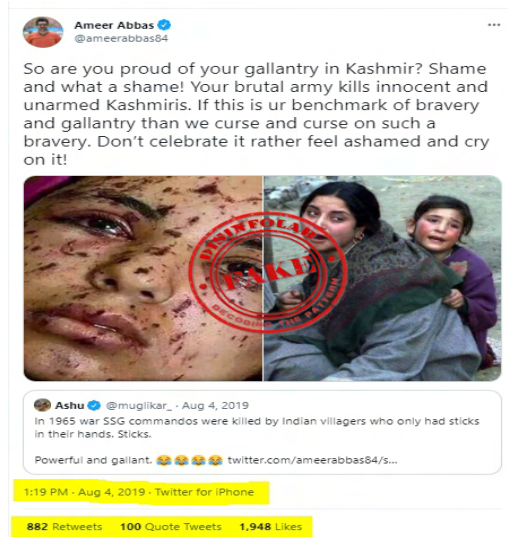 Ameer Abbas
@ameerabbas84
So are you proud of your gallantry in Kashmir? Shame
and what a shame! Your brutal army kills innocent and
unarmed Kashmiris. If this is ur benchmark of bravery
and gallantry than we curse and curse on such a
bravery. Don't celebrate it rather feel ashamed and cry
on it!
DISINFOLAB
FAKE
DECODING THE PATTERN
Ashu @muglikar_ · Aug 4, 2019
In 1965 war SSG commandos were killed by Indian villagers who only had sticks
in their hands. Sticks.
Powerful and gallant. 😂😂😂😂 twitter.com/ameerabbas84/s...
1:19 PM · Aug 4, 2019 · Twitter for iPhone
882 Retweets 100 Quote Tweets 1,948 Likes